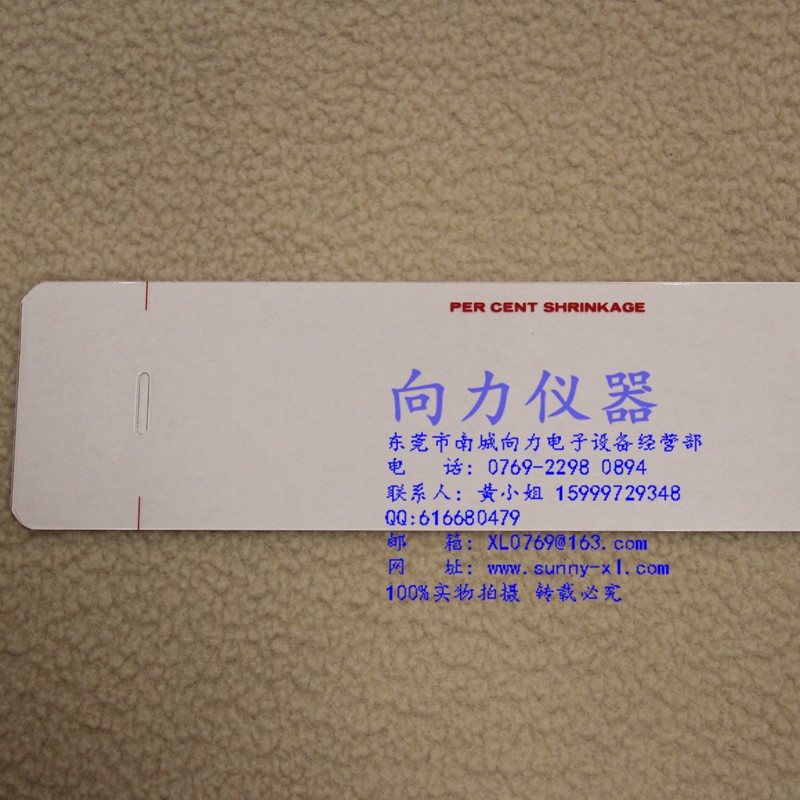 PER CENT SHRINKAGE
向力仪器
东莞市南城向力电子设备经营部
电 话: 0769-2298 0894
联系人: 黄小姐 15999729348
QQ:616680479
邮 箱: XL0769@163.com
网 址: www.sunny-xl.com
100%实物拍摄 转载必究